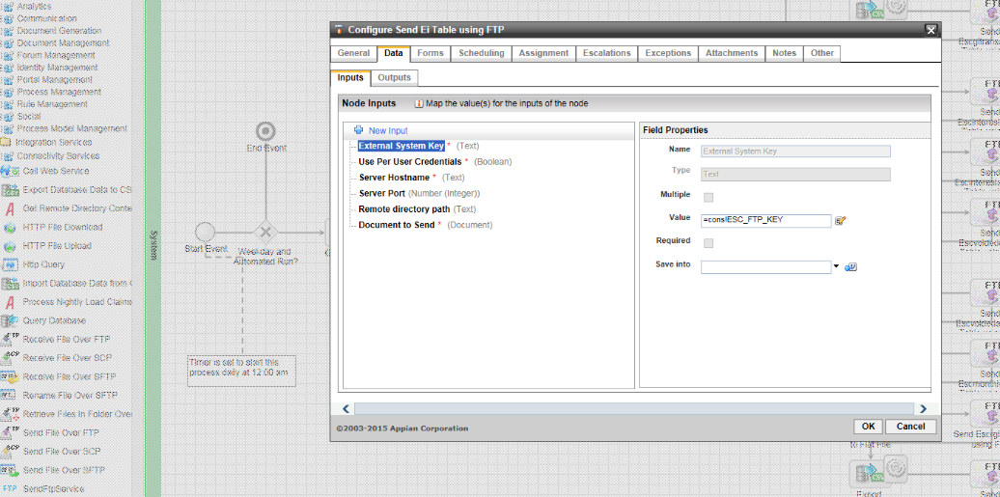 Analytics
Communication
Document Generation
Document Management
Forum Management
Identity Management
Portal Management
Process Management
Rule Management
Social
Process Model Management
Integration Services
Connectivity Services
Call Web Service
Export Database Data to CS
Get Remote Directory Conte
HTTP File Download
HTTP File Upload
Http Query
Import Database Data from C
Process Nightly Load Claims
Query Database
Receive File Over FTP
Receive File Over SCP
Receive File Over SFTP
Rename File Over SFTP
Retrieve Files In Folder Over
Send File Over FTP
Send File Over SCP
Send File Over SFTP
FTP SendFtpService
System
End Event
Start Event
Weekday and
Automated Run?
Timer is set to start this
process daily at 12:00 am
Configure Send Ei Table using FTP
General Data Forms Scheduling Assignment Escalations Exceptions Attachments Notes Other
Inputs Outputs
Node Inputs Map the value(s) for the inputs of the node
New Input
External System Key * (Text)
Use Per User Credentials * (Boolean)
Server Hostname * (Text)
Server Port (Number (Integer))
Remote directory path (Text)
Document to Send * (Document)
Field Properties
Name External System Key
Type Text
Multiple
Value =cons!ESC_FTP_KEY
Required
Save into
©2003-2015 Appian Corporation
OK Cancel
to Flat File
Export
FTP
Send
FTP
Send
FTP
Send
FTP
Send
FTP
Send
FTP
Send
FTP
using F
FTP